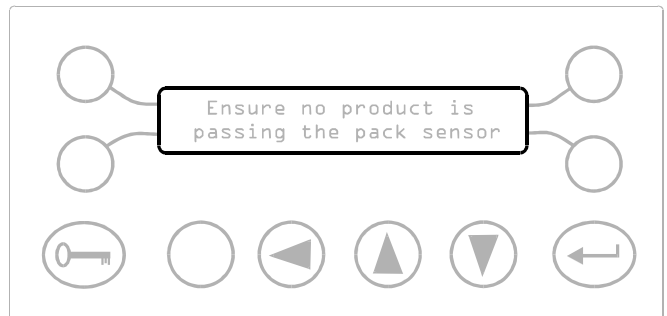 Ensure no product is
passing the pack sensor